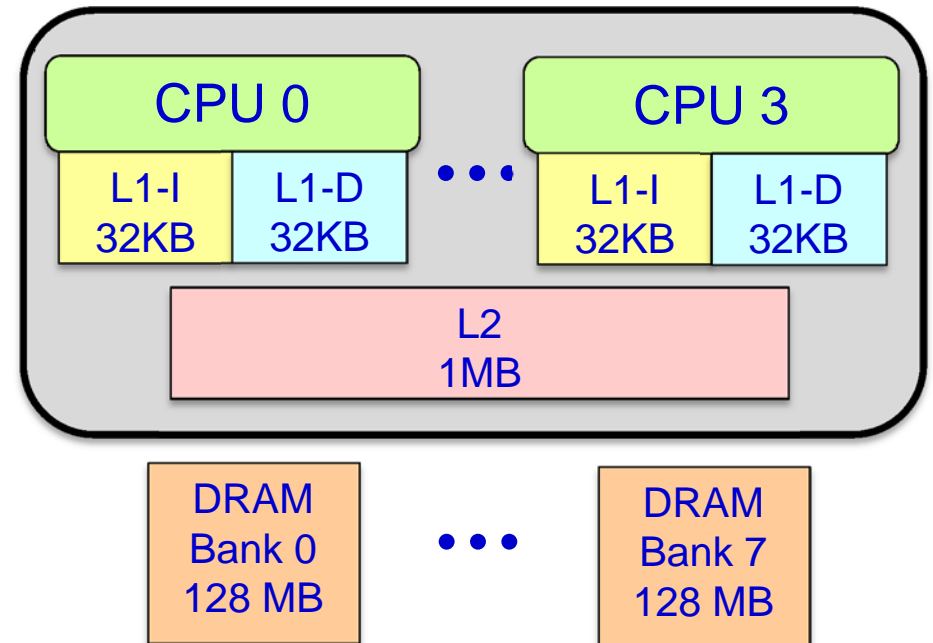 CPU 0
CPU 3
L1-I
32KB
L1-D
32KB
L1-I
32KB
L1-D
32KB
L2
1MB
DRAM
Bank 0
128 MB
DRAM
Bank 7
128 MB